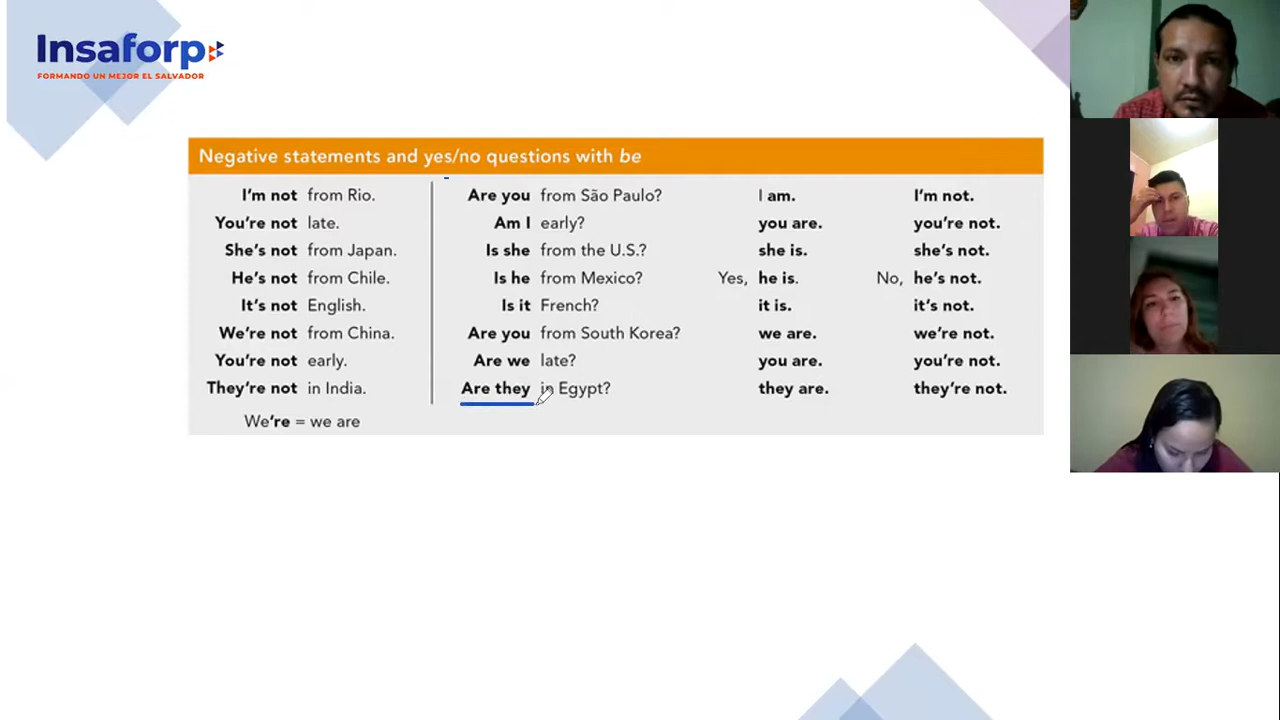 Insaforp
FORMANDO UN MEJOR EL SALVADOR
Negative statements and yes/no questions with be
I'm not from Rio. Are you from São Paulo? I am. I'm not.
You're not late. Am I early? you are. you're not.
She's not from Japan. Is she from the U.S.? she is. she's not.
He's not from Chile. Is he from Mexico? Yes, he is. No, he's not.
It's not English. Is it French? it is. it's not.
We're not from China. Are you from South Korea? we are. we're not.
You're not early. Are we late? you are. you're not.
They're not in India. Are they in Egypt? they are. they're not.
We're = we are